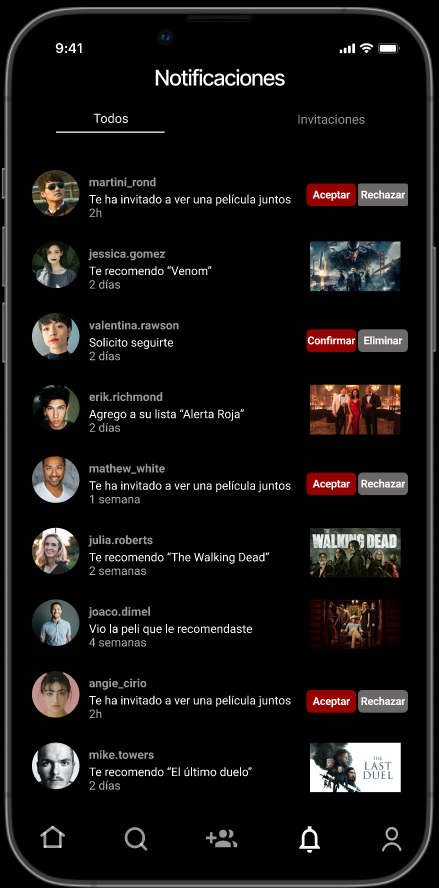 9:41
Notificaciones
Todos
Invitaciones
martini_rond
Te ha invitado a ver una película juntos
2h
Aceptar
Rechazar
jessica.gomez
Te recomendo “Venom”
2 días
valentina.rawson
Solicito seguirte
2 días
Confirmar
Eliminar
erik.richmond
Agrego a su lista “Alerta Roja”
2 días
mathew_white
Te ha invitado a ver una película juntos
1 semana
Aceptar
Rechazar
julia.roberts
Te recomendo “The Walking Dead”
2 semanas
THE
WALKING DEAD
joaco.dimel
Vio la peli que le recomendaste
4 semanas
angie_cirio
Te ha invitado a ver una película juntos
2h
Aceptar
Rechazar
mike.towers
Te recomendo “El último duelo”
2 días
THE
LAST
DUEL